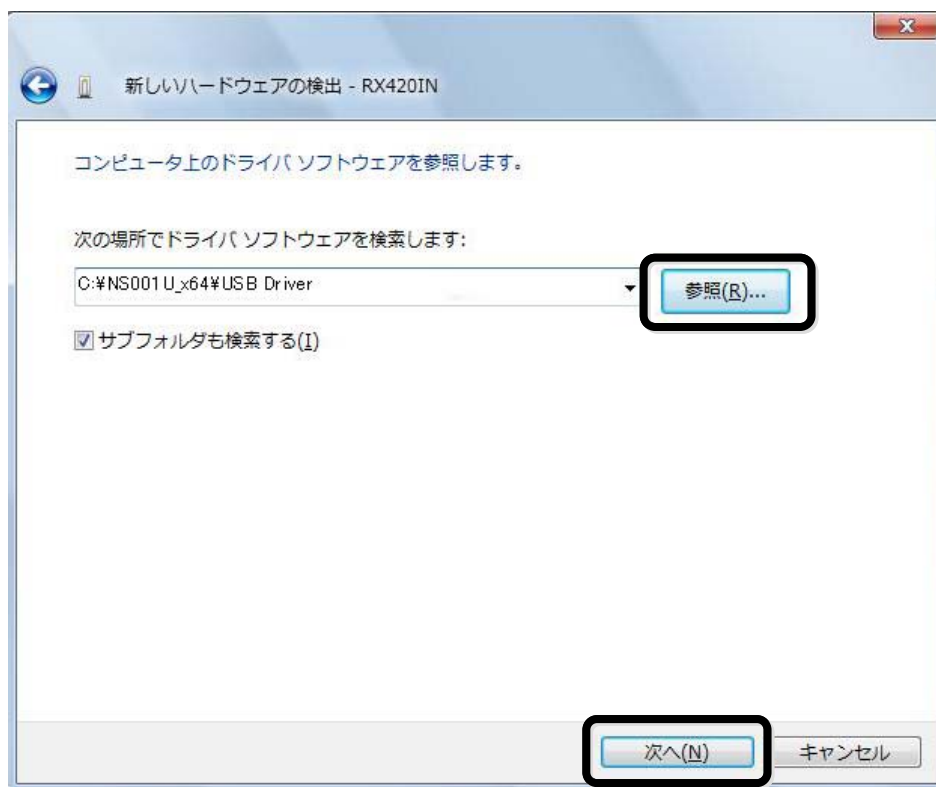 新しいハードウェアの検出 - RX420IN
コンピュータ上のドライバ ソフトウェアを参照します。
次の場所でドライバ ソフトウェアを検索します:
C:¥NS001U_x64¥USB Driver
参照(R)...
サブフォルダも検索する(I)
次へ(N)
キャンセル